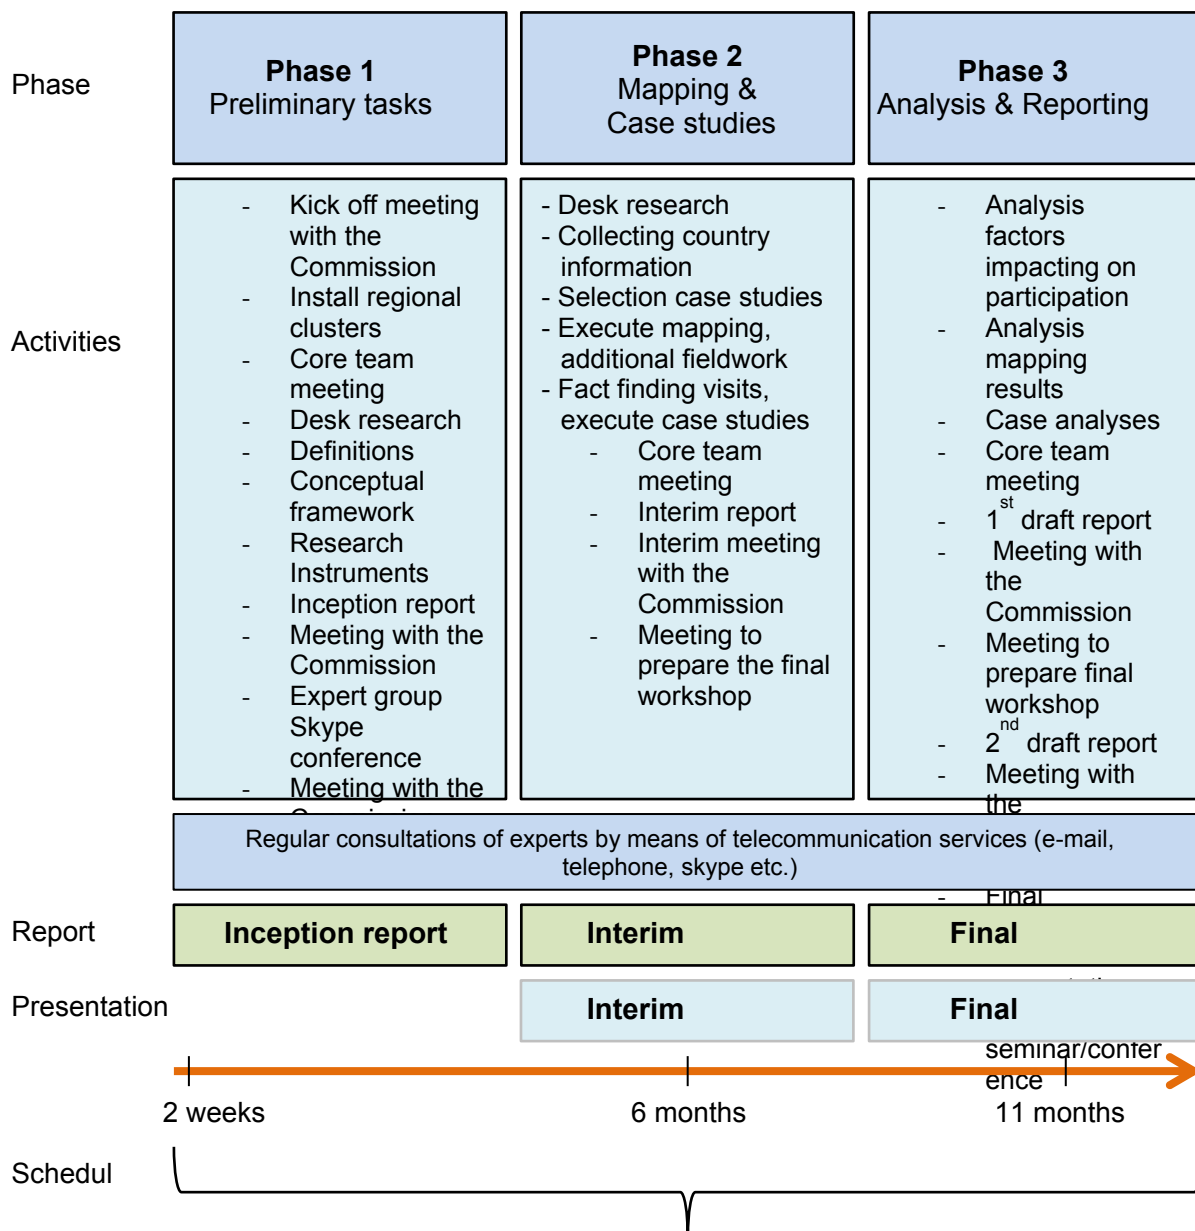 Phase
Phase 1
Preliminary tasks
Phase 2
Mapping &
Case studies
Phase 3
Analysis & Reporting
Activities
- Kick off meeting
with the
Commission
- Install regional
clusters
- Core team
meeting
- Desk research
- Definitions
- Conceptual
framework
- Research
Instruments
- Inception report
- Meeting with the
Commission
- Expert group
Skype
conference
- Meeting with the
- Desk research
- Collecting country
information
- Selection case studies
- Execute mapping,
additional fieldwork
- Fact finding visits,
execute case studies
- Core team
meeting
- Interim report
- Interim meeting
with the
Commission
- Meeting to
prepare the final
workshop
- Analysis
factors
impacting on
participation
- Analysis
mapping
results
- Case analyses
- Core team
meeting
- 1st draft report
- Meeting with
the
Commission
- Meeting to
prepare final
workshop
- 2nd draft report
- Meeting with
the
Regular consultations of experts by means of telecommunication services (e-mail,
telephone, skype etc.)
- Final
Report
Inception report
Interim
Final
Presentation
Interim
Final
seminar/confer
ence
2 weeks
6 months
11 months
Schedul